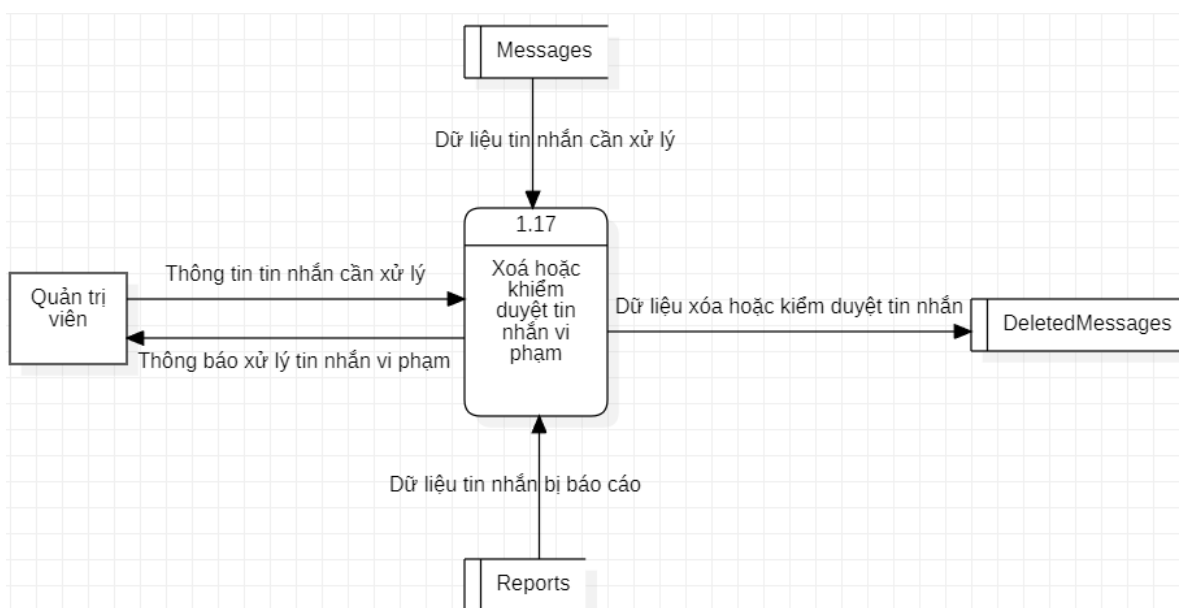 Messages
Dữ liệu tin nhắn cần xử lý
1.17
Xoá hoặc
khiểm
duyệt tin
nhắn vi
phạm
Thông tin tin nhắn cần xử lý
Quản trị
viên
Thông báo xử lý tin nhắn vi phạm
Dữ liệu xóa hoặc kiểm duyệt tin nhắn
DeletedMessages
Dữ liệu tin nhắn bị báo cáo
Reports